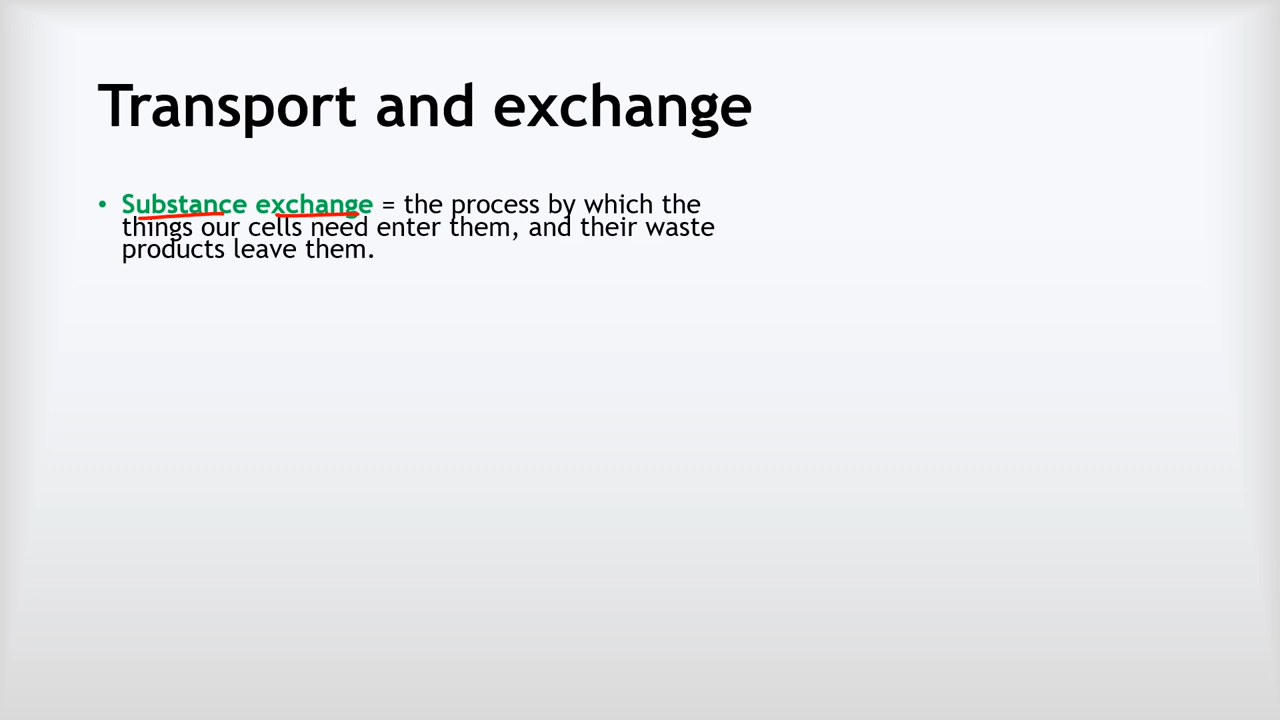 Transport and exchange
• Substance exchange = the process by which the
things our cells need enter them, and their waste
products leave them.